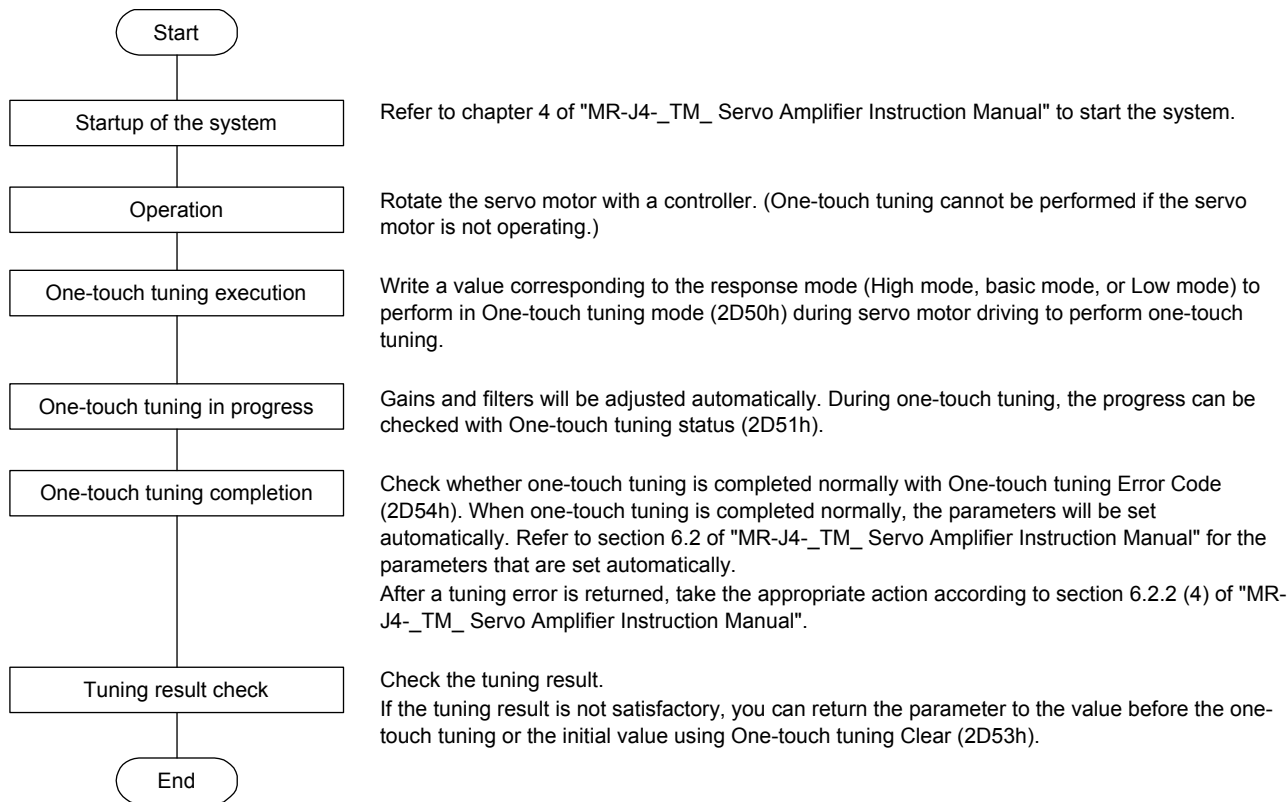 Start
Startup of the system
Refer to chapter 4 of "MR-J4-_TM_ Servo Amplifier Instruction Manual" to start the system.
Operation
Rotate the servo motor with a controller. (One-touch tuning cannot be performed if the servo
motor is not operating.)
One-touch tuning execution
Write a value corresponding to the response mode (High mode, basic mode, or Low mode) to
perform in One-touch tuning mode (2D50h) during servo motor driving to perform one-touch
tuning.
One-touch tuning in progress
Gains and filters will be adjusted automatically. During one-touch tuning, the progress can be
checked with One-touch tuning status (2D51h).
One-touch tuning completion
Check whether one-touch tuning is completed normally with One-touch tuning Error Code
(2D54h). When one-touch tuning is completed normally, the parameters will be set
automatically. Refer to section 6.2 of "MR-J4-_TM_ Servo Amplifier Instruction Manual" for the
parameters that are set automatically.
After a tuning error is returned, take the appropriate action according to section 6.2.2 (4) of "MR-
J4-_TM_ Servo Amplifier Instruction Manual".
Tuning result check
Check the tuning result.
If the tuning result is not satisfactory, you can return the parameter to the value before the one-
touch tuning or the initial value using One-touch tuning Clear (2D53h).
End